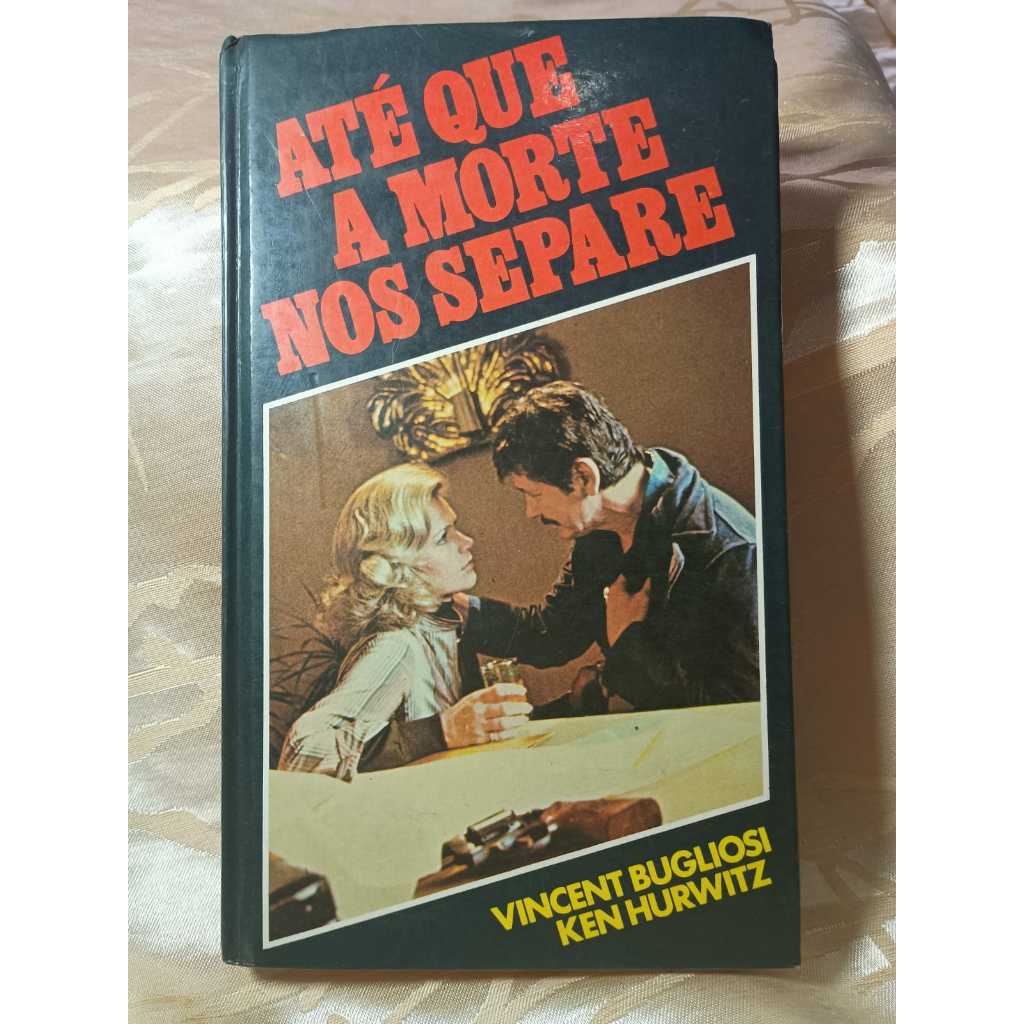 ATÉ QUE
A MORTE
NOS SEPARE
VINCENT BUGLIOSI
KEN HURWITZ